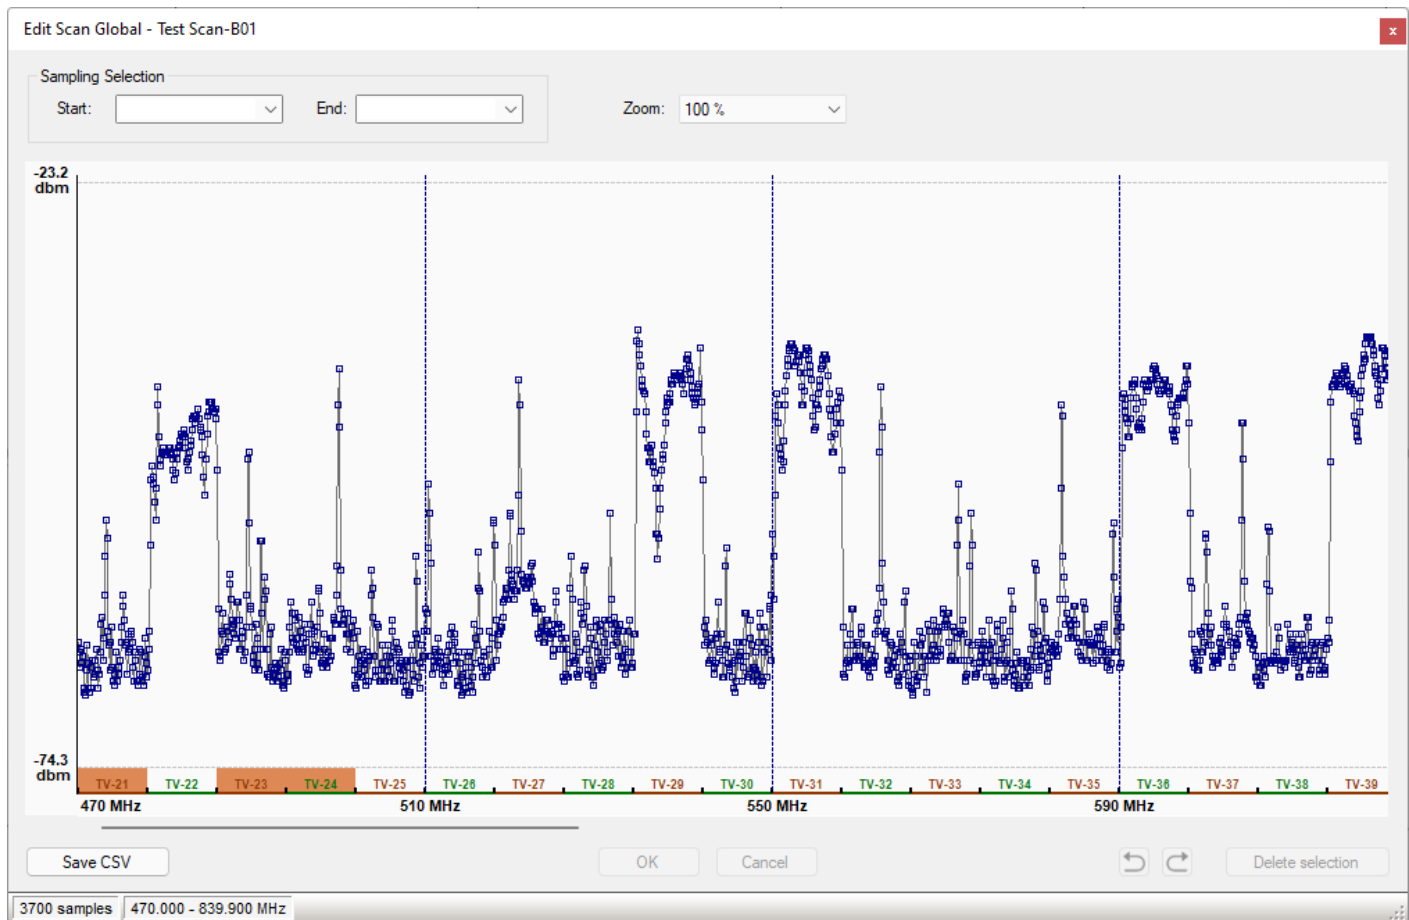 Edit Scan Global - Test Scan-B01
x
Sampling Selection
Start: End: Zoom: 100 %
-23.2
dbm
-74.3
dbm
TV-21 TV-22 TV-23 TV-24 TV-25 TV-26 TV-27 TV-28 TV-29 TV-30 TV-31 TV-32 TV-33 TV-34 TV-35 TV-36 TV-37 TV-38 TV-39
470 MHz 510 MHz 550 MHz 590 MHz
Save CSV OK Cancel Delete selection
3700 samples 470.000 - 839.900 MHz